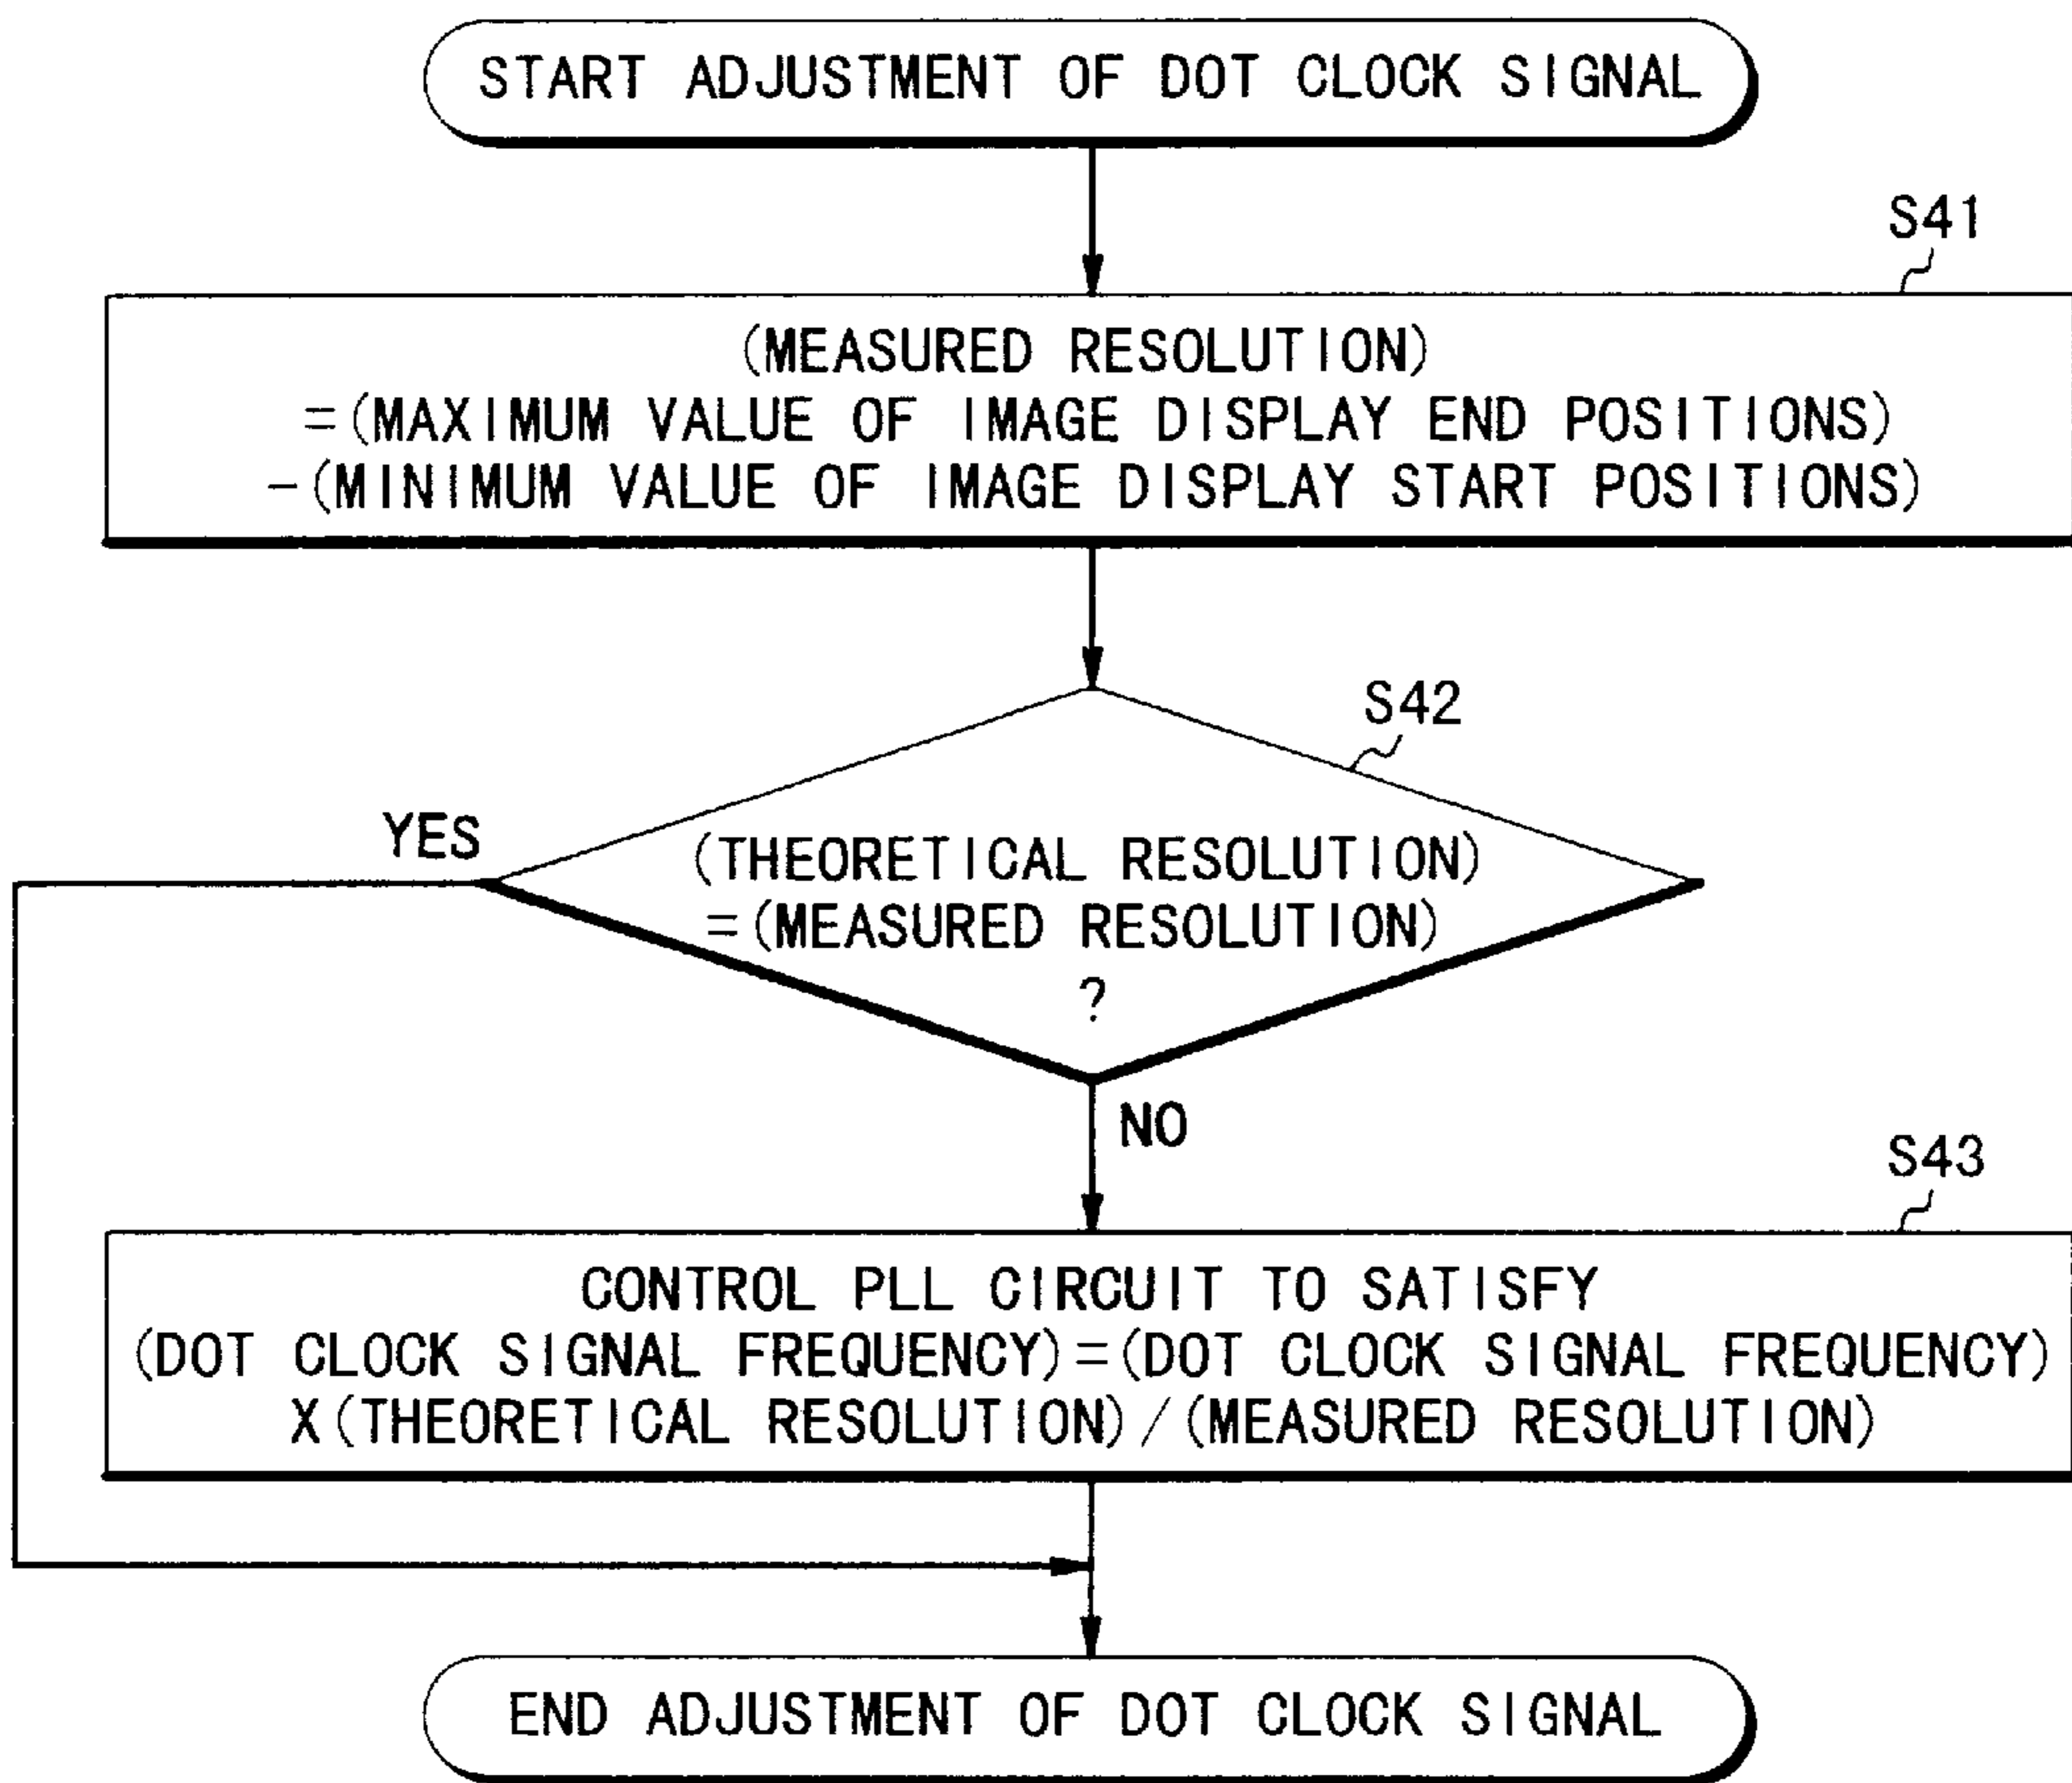 START ADJUSTMENT OF DOT CLOCK SIGNAL
S41
(MEASURED RESOLUTION)
=(MAXIMUM VALUE OF IMAGE DISPLAY END POSITIONS)
-(MINIMUM VALUE OF IMAGE DISPLAY START POSITIONS)
S42
YES
(THEORETICAL RESOLUTION)
=(MEASURED RESOLUTION)
?
NO
S43
CONTROL PLL CIRCUIT TO SATISFY
(DOT CLOCK SIGNAL FREQUENCY)=(DOT CLOCK SIGNAL FREQUENCY)
X(THEORETICAL RESOLUTION)/(MEASURED RESOLUTION)
END ADJUSTMENT OF DOT CLOCK SIGNAL